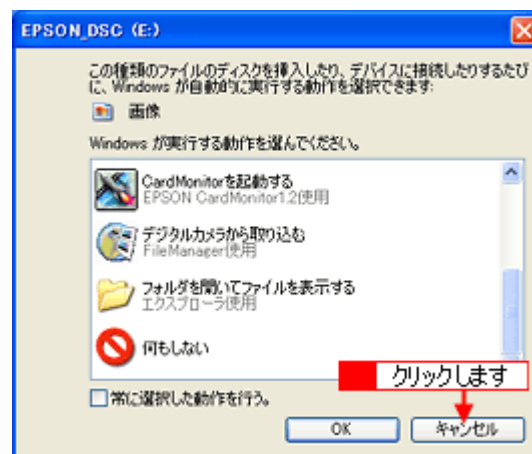 EPSON_DSC (E:)
この種類のファイルのディスクを挿入したり、デバイスに接続したりするたび
に、Windows が自動的に実行する動作を選択できます:
画像
Windows が実行する動作を選んでください。
CardMonitorを起動する
EPSON CardMonitor1.2使用
デジタルカメラから取り込む
FileManager使用
フォルダを開いてファイルを表示する
エクスプローラ使用
何もしない
クリックします
常に選択した動作を行う。
OK
キャンセル